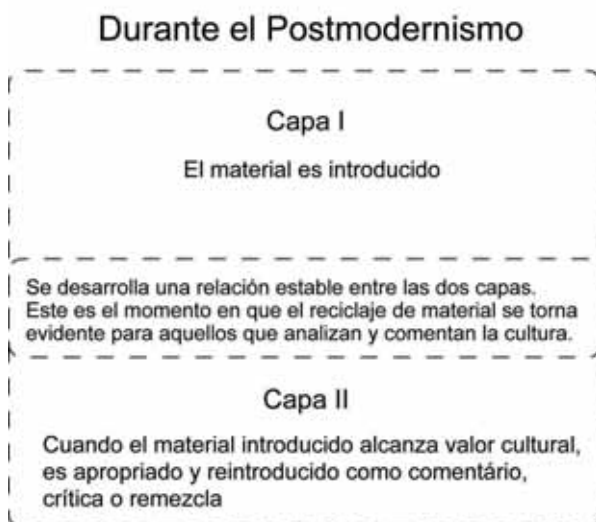 Durante el Postmodernismo
Capa I
El material es introducido
Se desarrolla una relación estable entre las dos capas.
Este es el momento en que el reciclaje de material se torna
evidente para aquellos que analizan y comentan la cultura.
Capa II
Cuando el material introducido alcanza valor cultural,
es apropiado y reintroducido como comentário,
crítica o remezcla